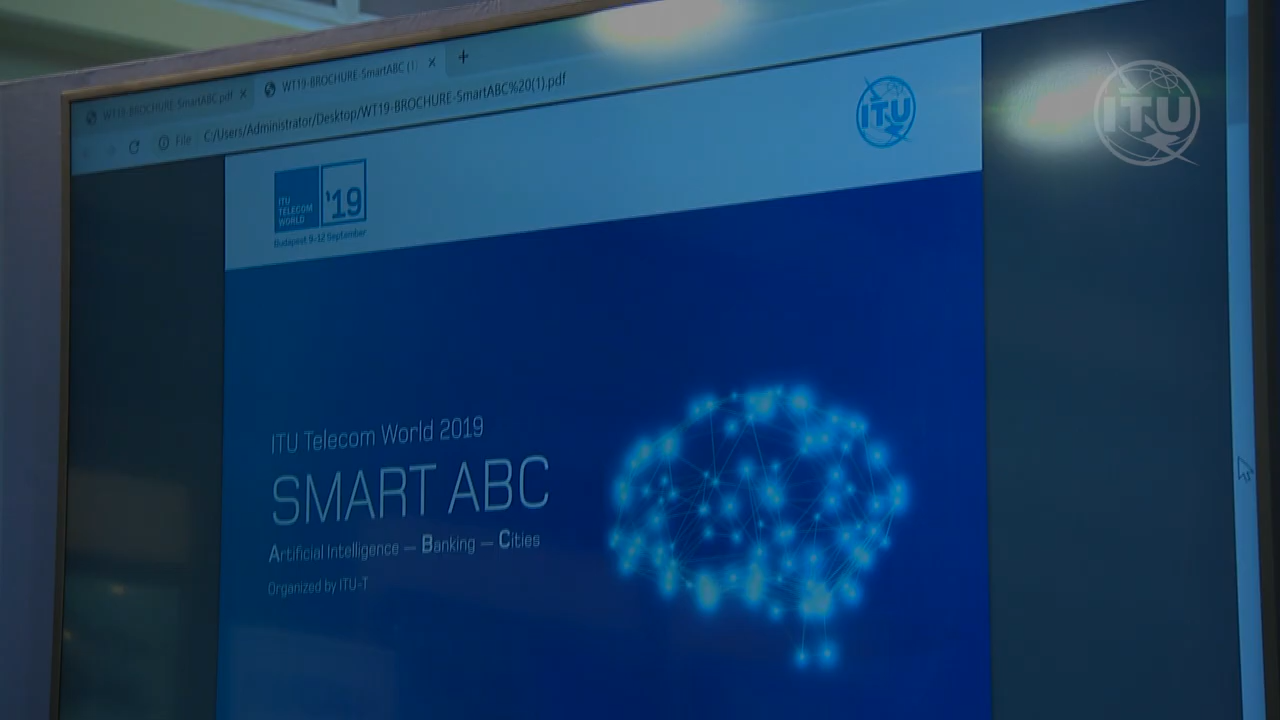 WT19-BROCHURE-SmartABC.pdf
WT19-BROCHURE-SmartABC (1)
File C:/Users/Administrator/Desktop/WT19-BROCHURE-SmartABC%20(1).pdf
ITU
TELECOM
WORLD
'19
Budapest 9–12 September
ITU
ITU
ITU Telecom World 2019
SMART ABC
Artificial Intelligence — Banking — Cities
Organized by ITU-T